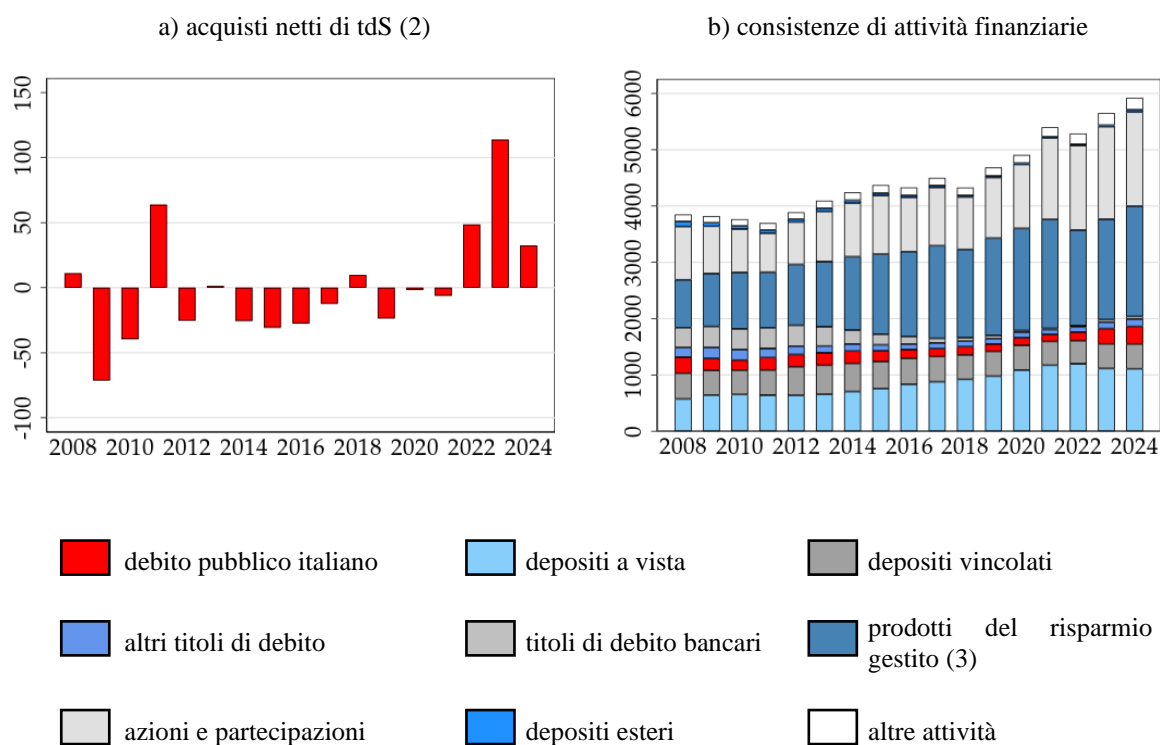 a) acquisti netti di tdS (2)
b) consistenze di attività finanziarie
150
100
50
0
-50
-100
2008 2010 2012 2014 2016 2018 2020 2022 2024
6000
5000
4000
3000
2000
1000
0
2008 2010 2012 2014 2016 2018 2020 2022 2024
debito pubblico italiano
depositi a vista
depositi vincolati
altri titoli di debito
titoli di debito bancari
prodotti del risparmio
gestito (3)
azioni e partecipazioni
depositi esteri
altre attività